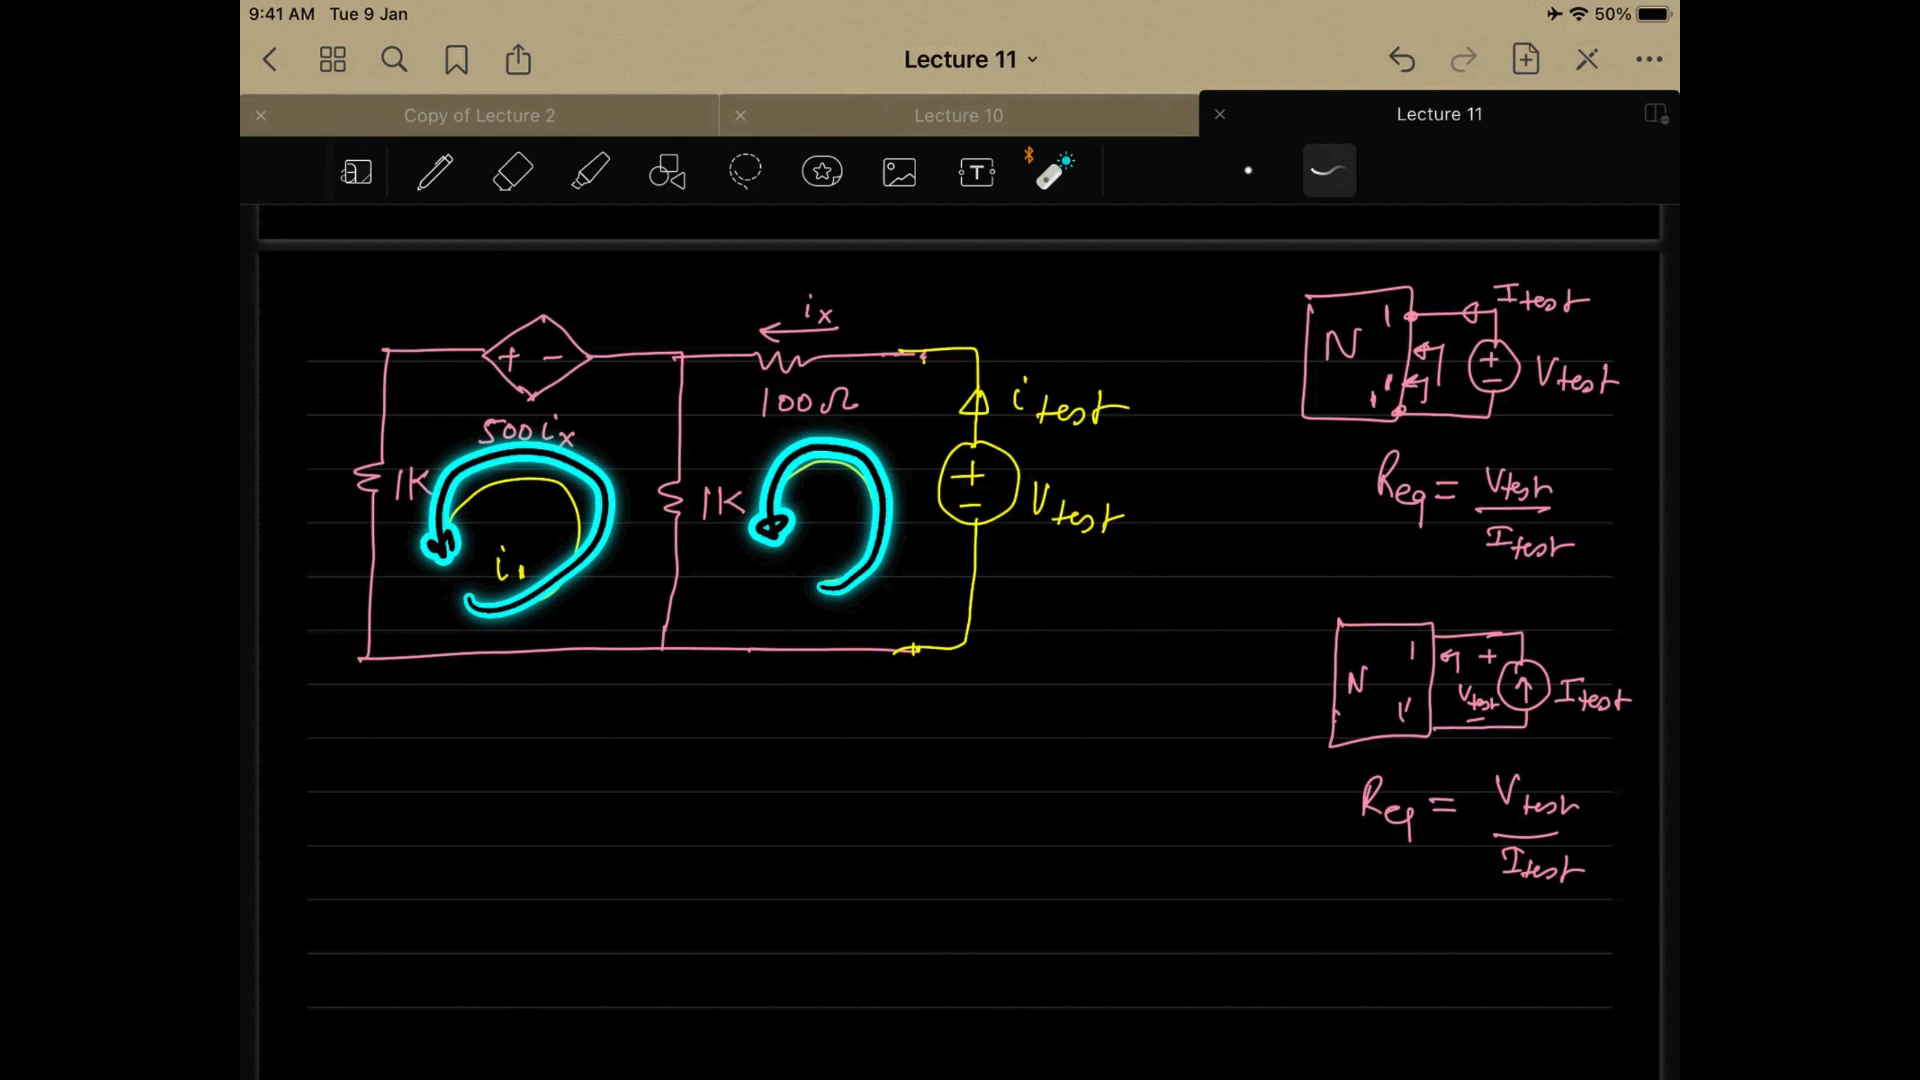 9:41 AM Tue 9 Jan
50%
Lecture 11
Copy of Lecture 2
Lecture 10
Lecture 11
T
ix
+ −
100Ω
500ix
1K
1K
i1
itest
+
−
Vtest
N
1
1'
Itest
+
−
Vtest
Req = Vtest
Itest
N
1
1'
+
Vtest
−
Itest
Req = Vtest
Itest